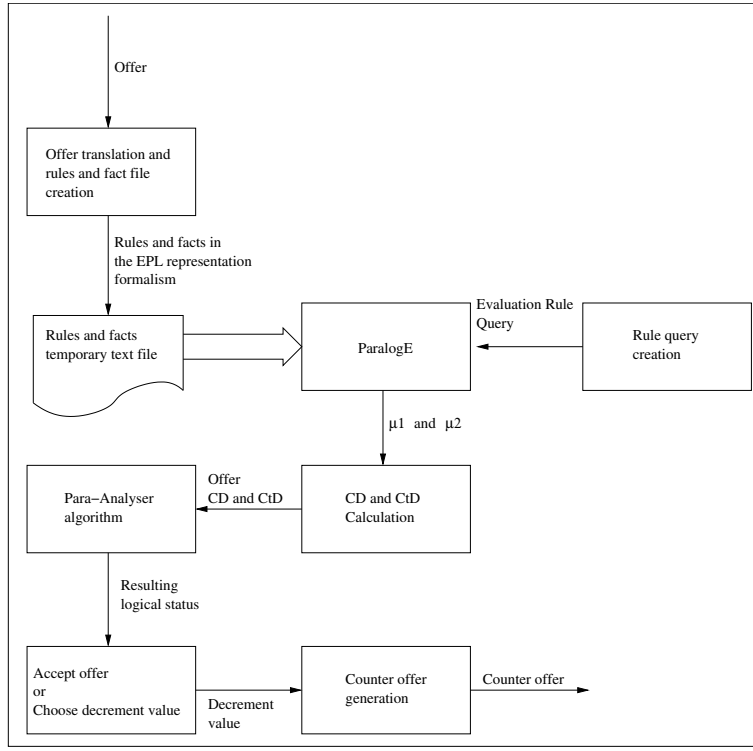 Offer
Offer translation and
rules and fact file
creation
Rules and facts in
the EPL representation
formalism
Rules and facts
temporary text file
ParalogE
Evaluation Rule
Query
Rule query
creation
μ1 and μ2
Para-Analyser
algorithm
Offer
CD and CtD
CD and CtD
Calculation
Resulting
logical status
Accept offer
or
Choose decrement value
Decrement
value
Counter offer
generation
Counter offer